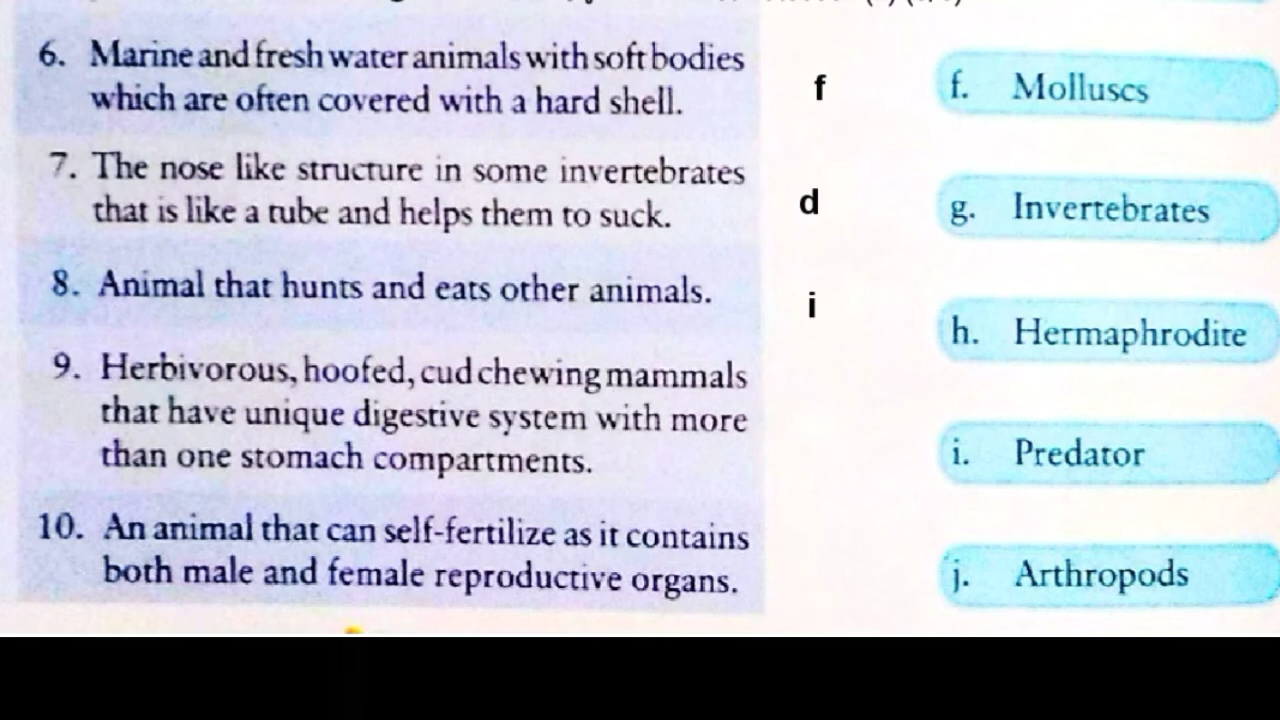 6. Marine and fresh water animals with soft bodies
which are often covered with a hard shell.
f
f. Molluscs
7. The nose like structure in some invertebrates
that is like a tube and helps them to suck.
d
g. Invertebrates
8. Animal that hunts and eats other animals.
i
h. Hermaphrodite
9. Herbivorous, hoofed, cud chewing mammals
that have unique digestive system with more
than one stomach compartments.
i. Predator
10. An animal that can self-fertilize as it contains
both male and female reproductive organs.
j. Arthropods